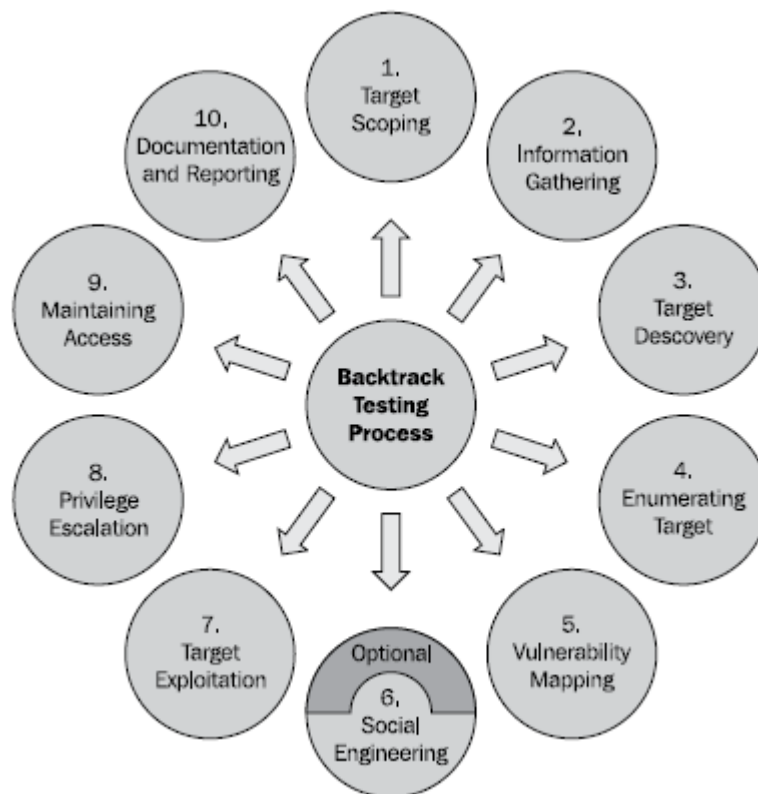 1.
Target
Scoping
2.
Information
Gathering
3.
Target
Descovery
4.
Enumerating
Target
5.
Vulnerability
Mapping
Optional
6.
Social
Engineering
7.
Target
Exploitation
8.
Privilege
Escalation
9.
Maintaining
Access
10.
Documentation
and Reporting
Backtrack
Testing
Process